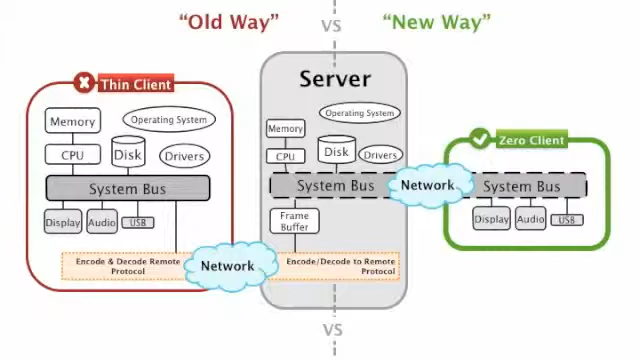 "Old Way"
VS
"New Way"
Thin Client
Memory
Operating System
CPU
Disk
Drivers
System Bus
Display
Audio
USB
Encode & Decode Remote
Protocol
Network
Server
Operating System
Memory
CPU
Disk
Drivers
System Bus
Frame
Buffer
Encode/Decode to Remote
Protocol
Network
Zero Client
System Bus
Display
Audio
USB
VS